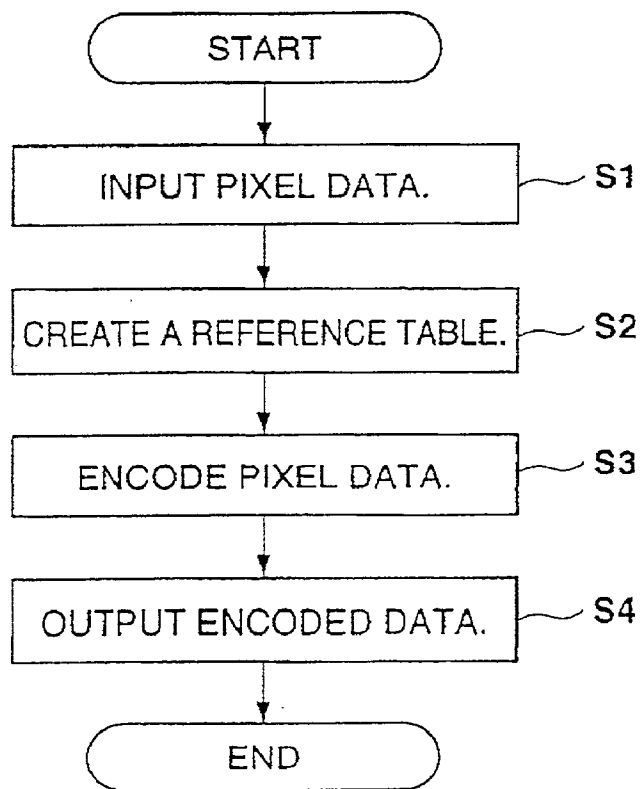 START
INPUT PIXEL DATA. S1
CREATE A REFERENCE TABLE. S2
ENCODE PIXEL DATA. S3
OUTPUT ENCODED DATA. S4
END